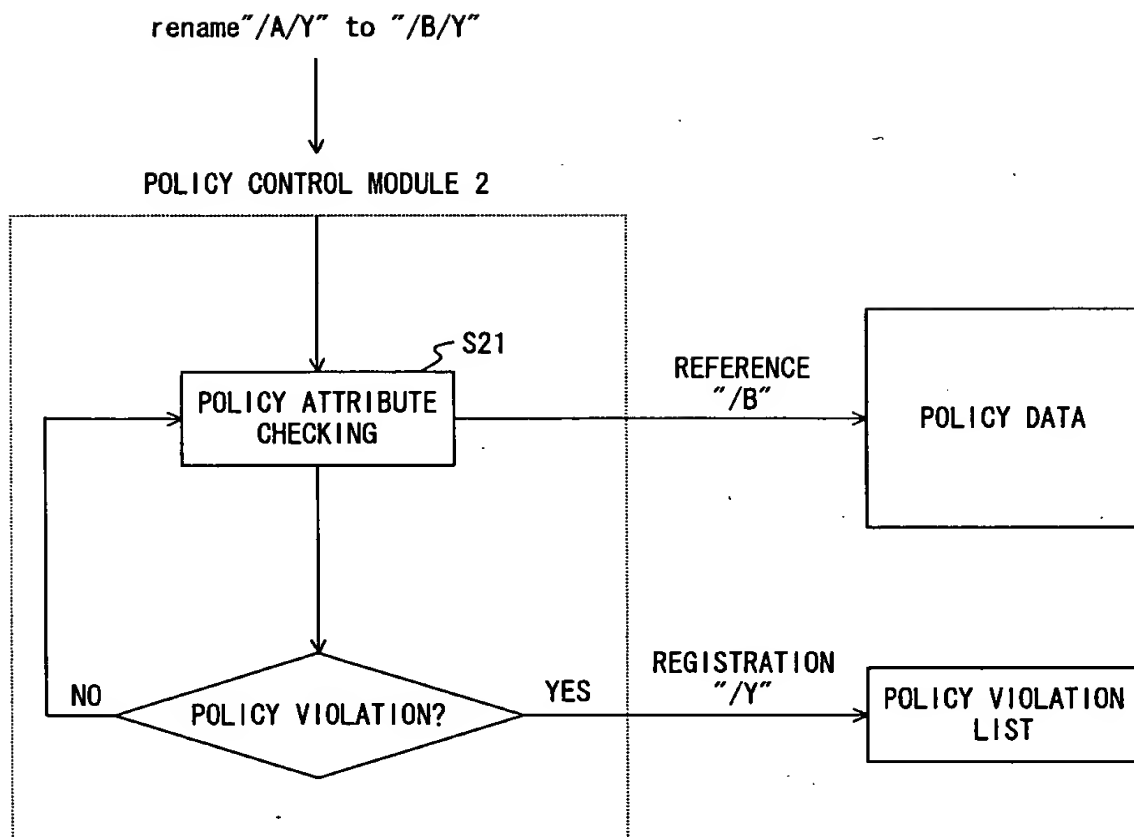 rename"/A/Y" to "/B/Y"
POLICY CONTROL MODULE 2
S21
POLICY ATTRIBUTE
CHECKING
REFERENCE
"/B"
POLICY DATA
NO
POLICY VIOLATION?
YES
REGISTRATION
"/Y"
POLICY VIOLATION
LIST